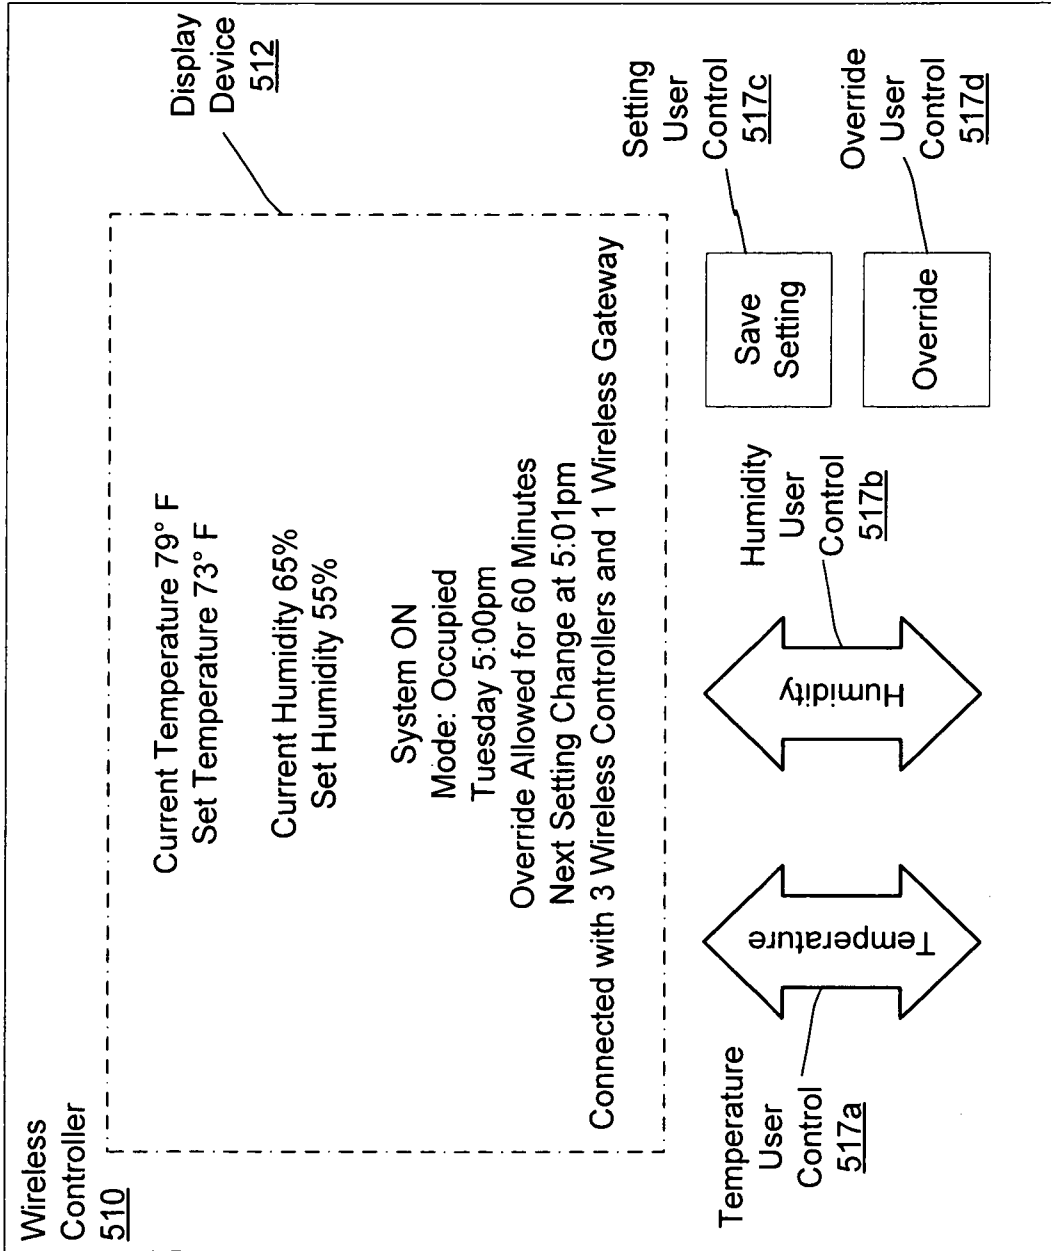 Wireless
Controller
510
Display
Device
512
Current Temperature 79° F
Set Temperature 73° F
Current Humidity 65%
Set Humidity 55%
System ON
Mode: Occupied
Tuesday 5:00pm
Override Allowed for 60 Minutes
Next Setting Change at 5:01pm
Connected with 3 Wireless Controllers and 1 Wireless Gateway
Temperature
User
Control
517a
Temperature
Humidity
Humidity
User
Control
517b
Save
Setting
Setting
User
Control
517c
Override
Override
User
Control
517d